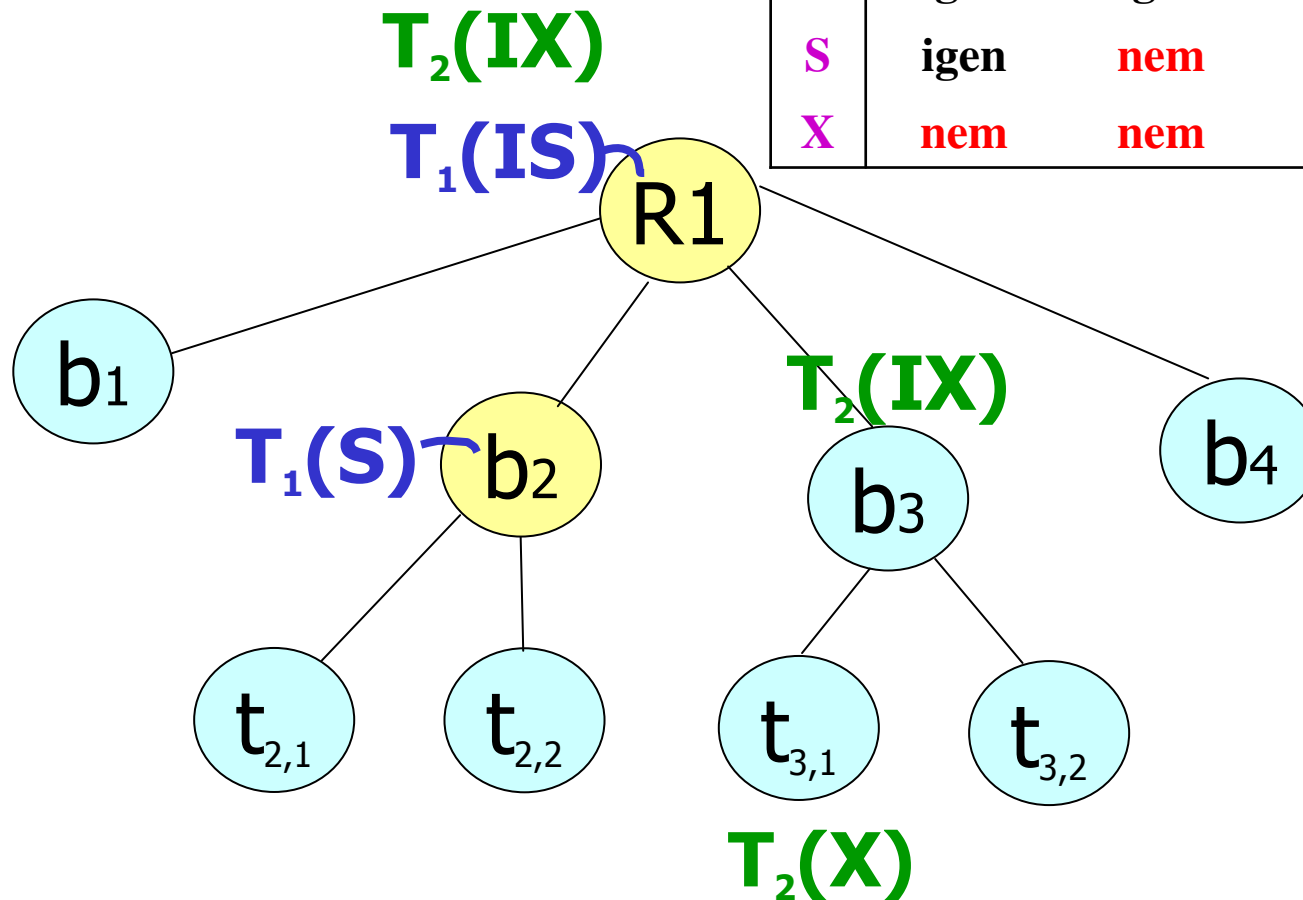 T₂(IX)
S igen nem
X nem nem
T₁(IS)
R1
b1
T₂(IX)
T₁(S)
b2
b3
b4
t2,1
t2,2
t3,1
t3,2
T₂(X)